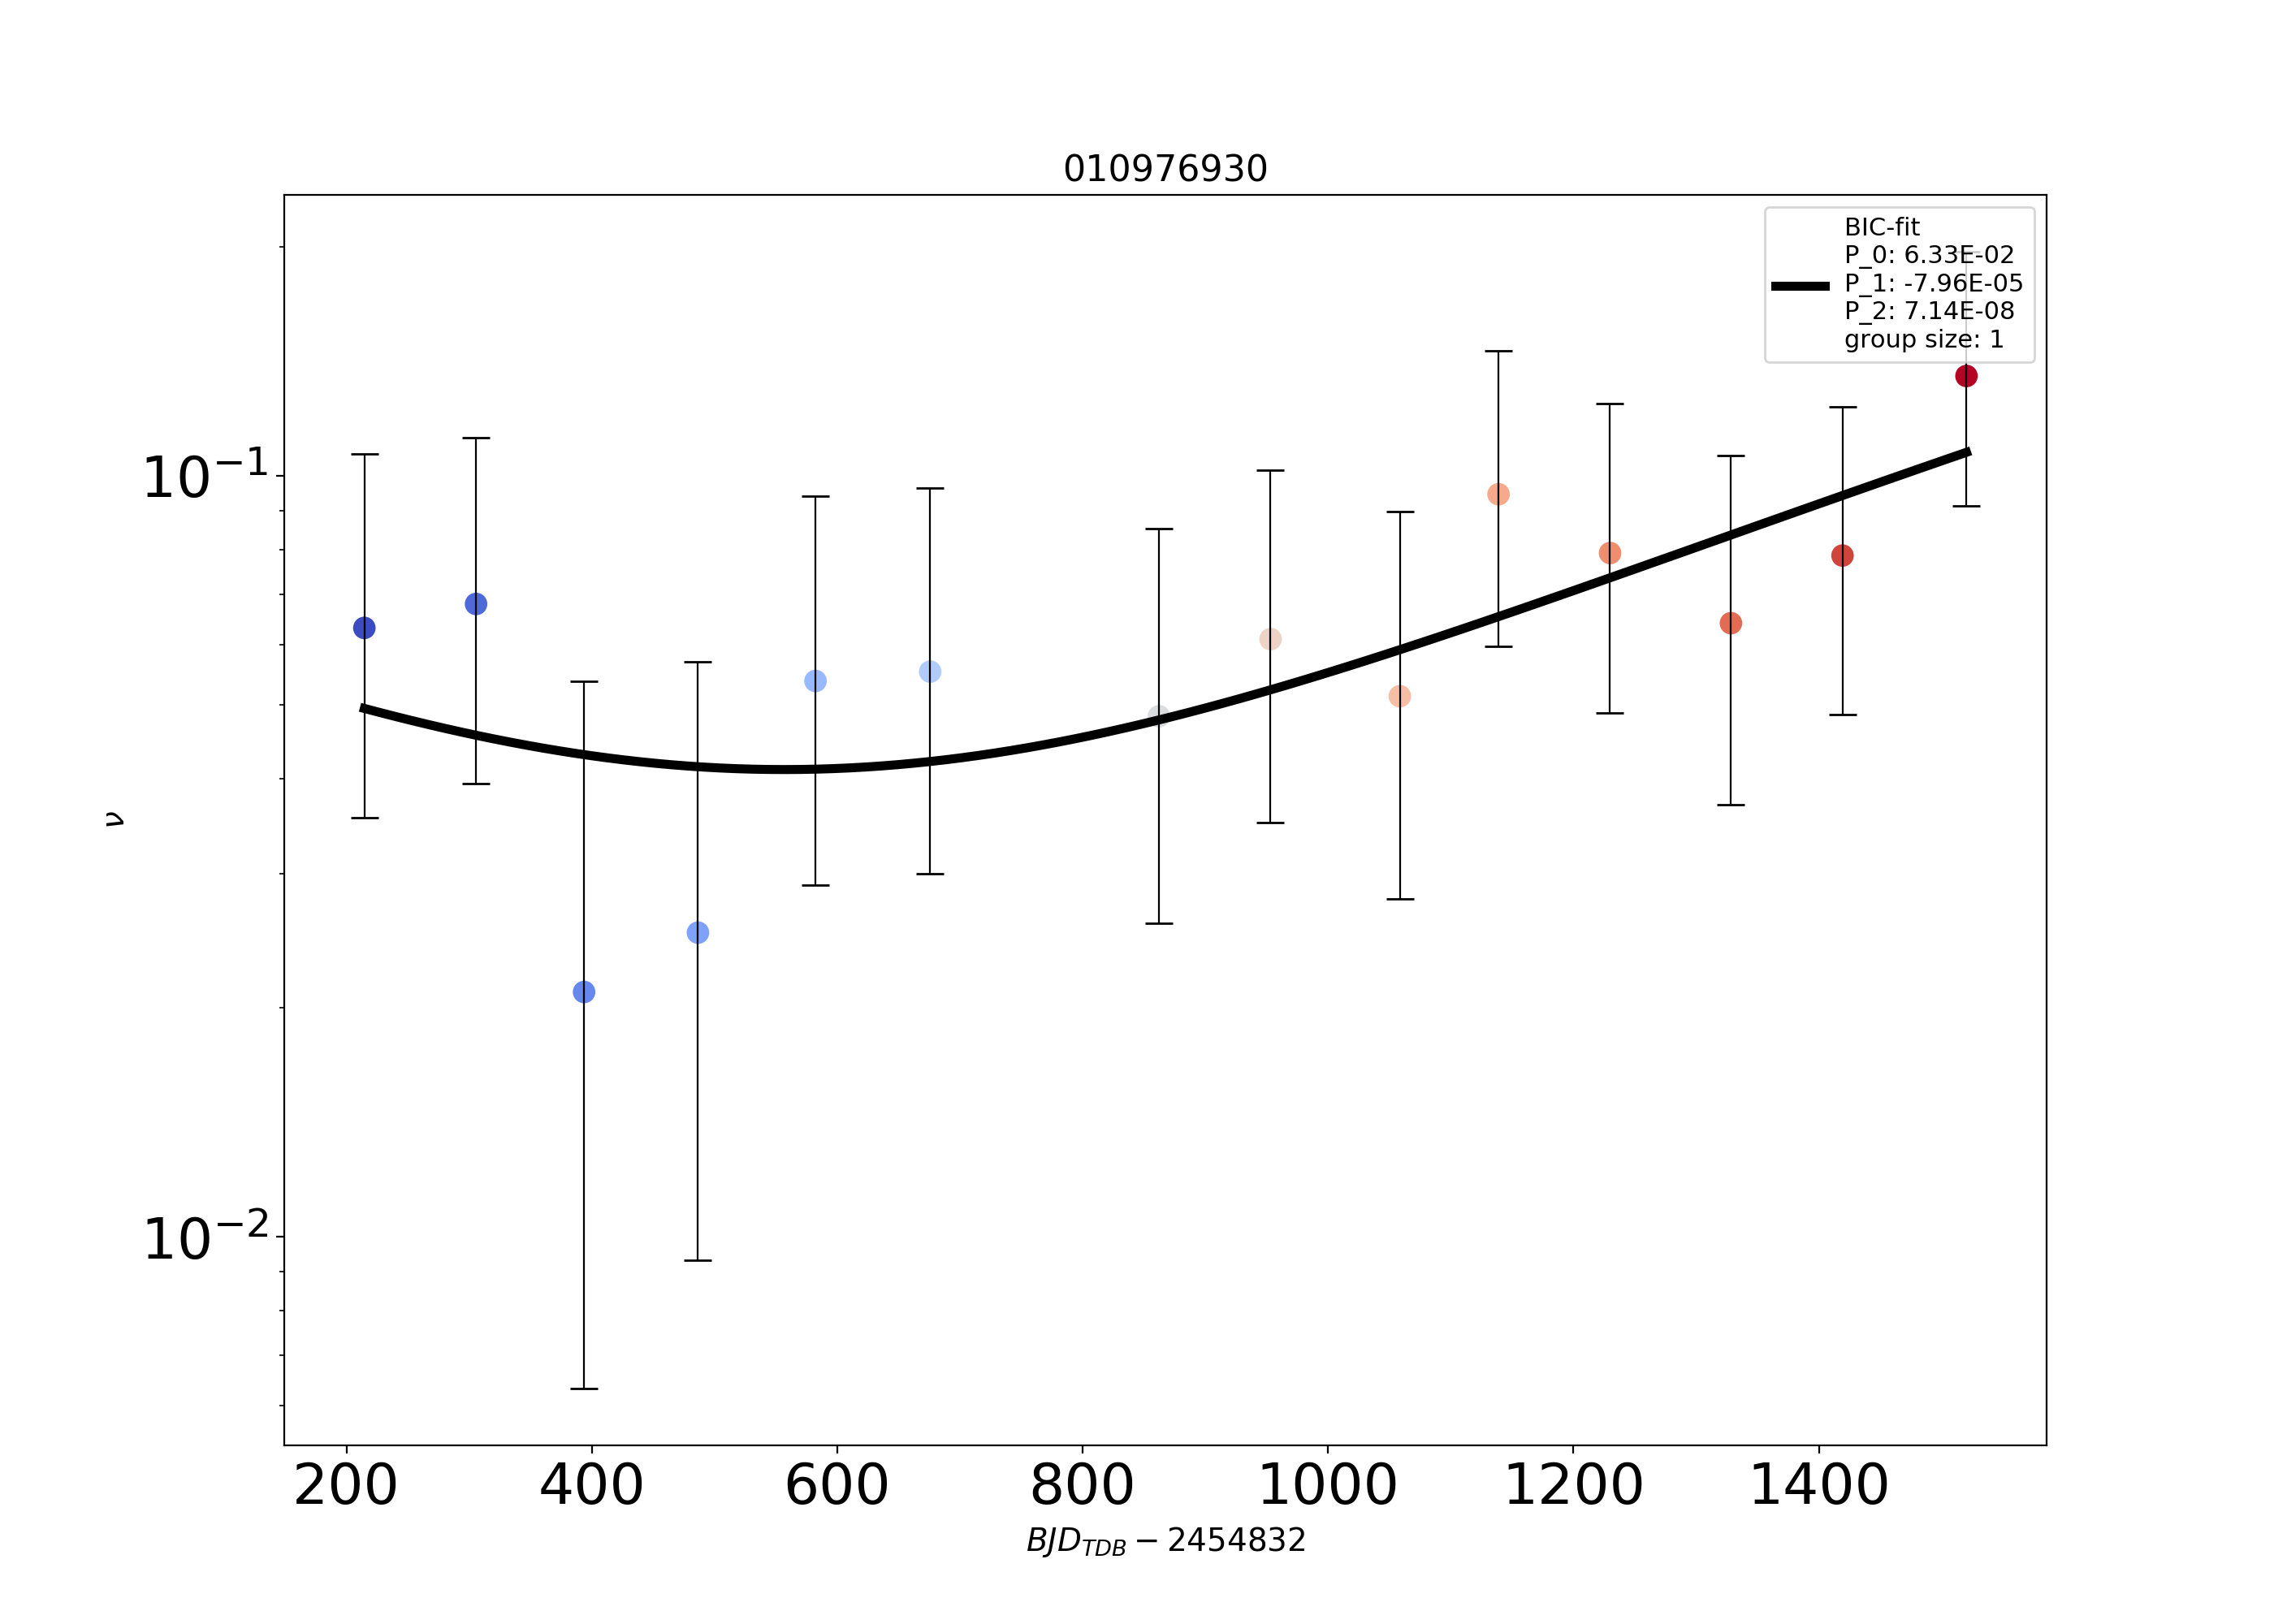 010976930
BIC-fit
P_0: 6.33E-02
P_1: -7.96E-05
P_2: 7.14E-08
group size: 1
10⁻¹
ν
10⁻²
200 400 600 800 1000 1200 1400
BJD_TDB − 2454832